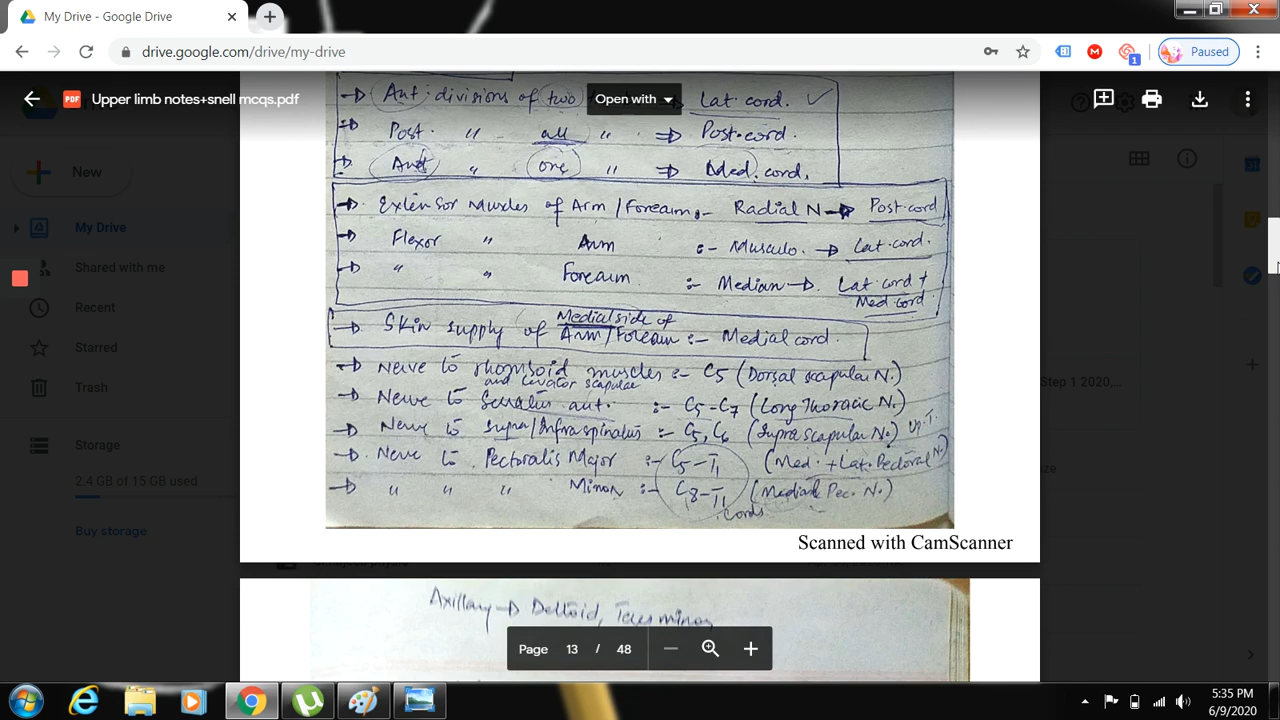 My Drive - Google Drive
drive.google.com/drive/my-drive
Paused
1
PDF Upper limb notes+snell mcqs.pdf
Open with
→ Ant. divisions of two → Lat. cord. ✓
→ Post. " all " ⇒ Post. cord.
→ Ant " one " ⇒ Med. cord.
→ Extensor Muscles of Arm / Forearm :- Radial N → Post. cord
→ Flexor " Arm :- Musculo. → Lat. cord.
→ " " Forearm :- Median → Lat. cord +
Med cord.
→ Skin supply of Medial side of
Arm/Forearm :- Medial cord.
→ Nerve to rhomboid muscles :- C5 (Dorsal scapular N.)
and levator scapulae
→ Nerve to Serratus ant. :- C5-C7 (Long Thoracic N.)
→ Nerve to Supra/Infraspinatus :- C5, C6 (Suprascapular N.) Up. T.
→ Nerve to Pectoralis Major :- C5-T1 (Med. + Lat. Pectoral N.)
→ " " " Minor :- C8-T1 (Medial Pec. N.)
cords
Scanned with CamScanner
Axillary → Deltoid, Teres minor
Page 13 / 48
New
My Drive
Shared with me
Recent
Starred
Trash
Storage
2.4 GB of 15 GB used
Buy storage
Step 1 2020,
5:35 PM
6/9/2020